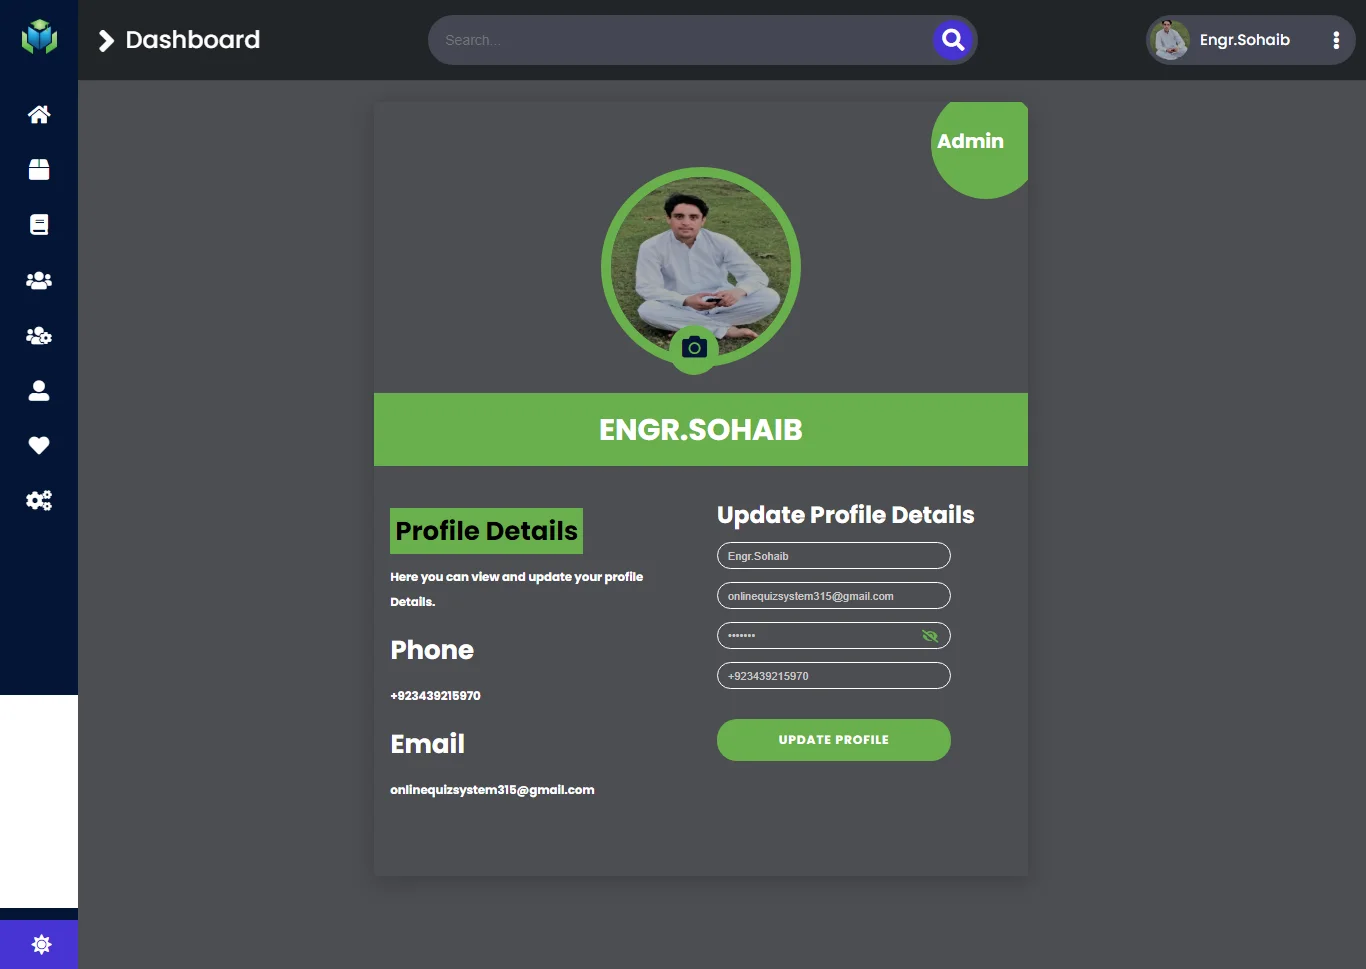 Dashboard
Search...
Engr.Sohaib
Admin
ENGR.SOHAIB
Profile Details
Here you can view and update your profile
Details.
Phone
+923439215970
Email
onlinequizsystem315@gmail.com
Update Profile Details
Engr.Sohaib
onlinequizsystem315@gmail.com
•••••••
+923439215970
UPDATE PROFILE